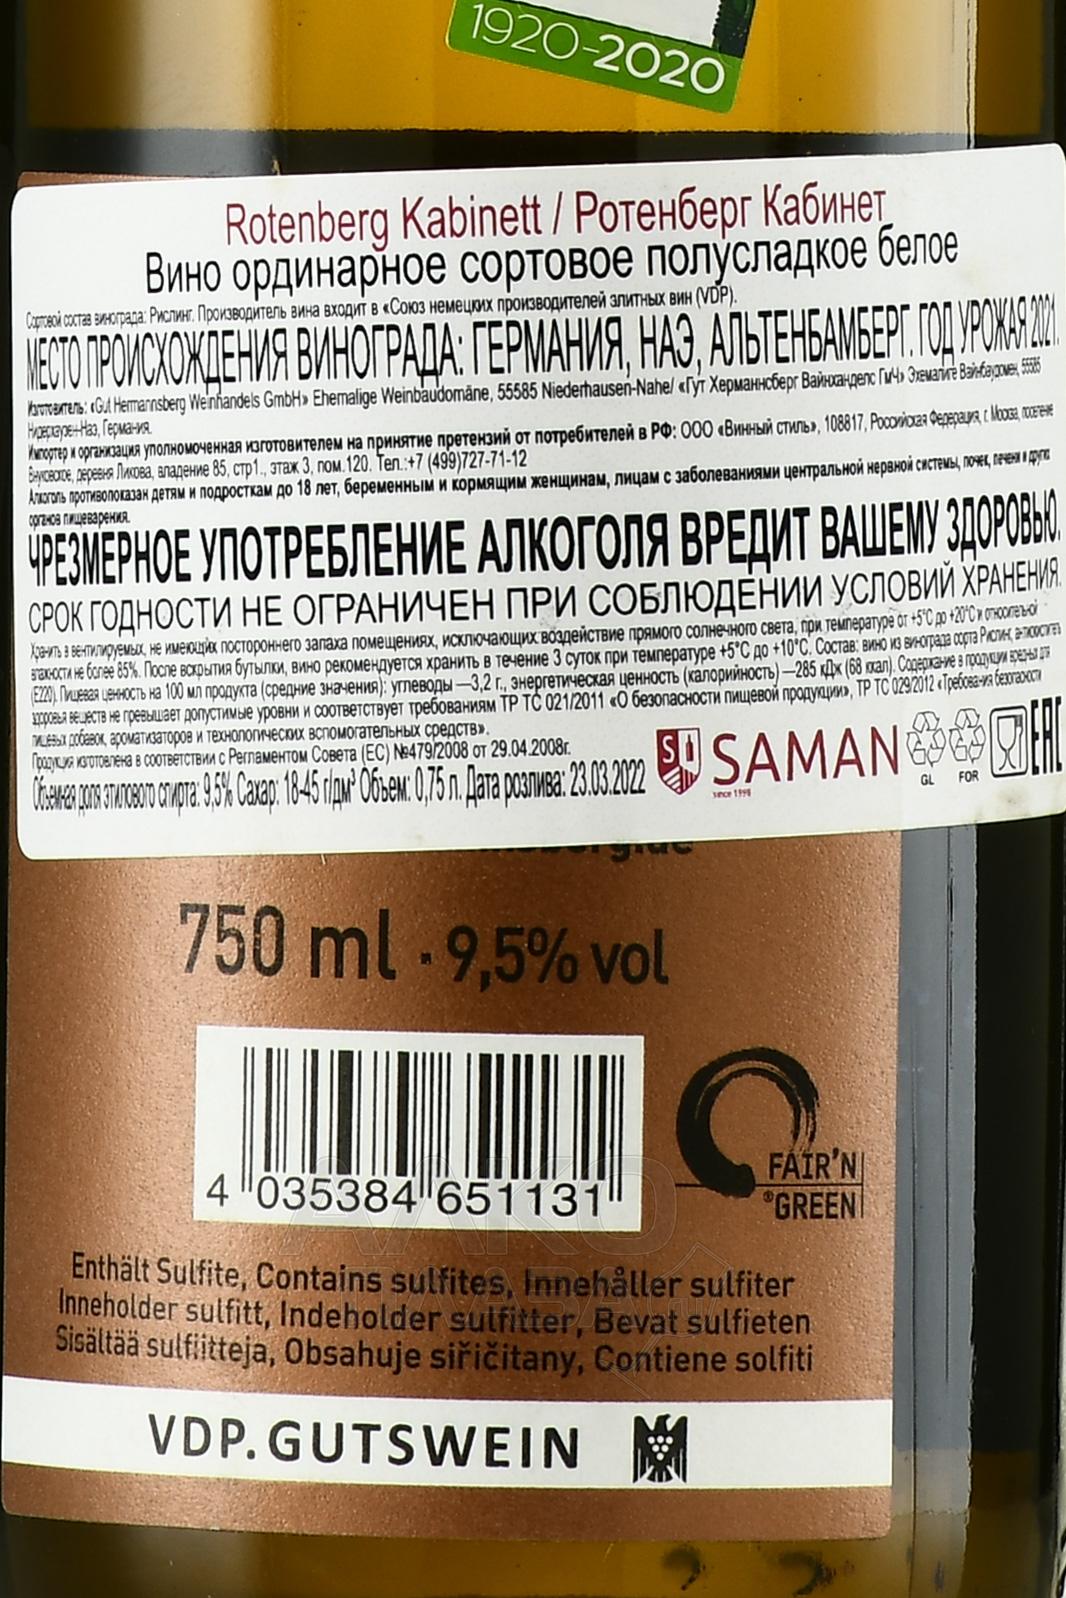 1920-2020
Rotenberg Kabinett / Ротенберг Кабинет
Вино ординарное сортовое полусладкое белое
Сортовой состав винограда: Рислинг. Производитель вина входит в «Союз немецких производителей элитных вин (VDP).
МЕСТО ПРОИСХОЖДЕНИЯ ВИНОГРАДА: ГЕРМАНИЯ, НАЭ, АЛЬТЕНБАМБЕРГ. ГОД УРОЖАЯ 2021.
Изготовитель: «Gut Hermannsberg Weinhandels GmbH» Ehemalige Weinbaudomäne, 55585 Niederhausen-Nahe/ «Гут Херманнсберг Вайнханделс ГмЧ» Эхемалиге Вайнбаудомен, 55585
Нидерхаузен-Наэ, Германия.
Импортер и организация уполномоченная изготовителем на принятие претензий от потребителей в РФ: ООО «Винный стиль», 108817, Российская Федерация, г. Москва, поселение
Внуковское, деревня Ликова, владение 85, стр1., этаж 3, пом.120. Тел.:+7 (499)727-71-12
Алкоголь противопоказан детям и подросткам до 18 лет, беременным и кормящим женщинам, лицам с заболеваниями центральной нервной системы, почек, печени и других
органов пищеварения.
ЧРЕЗМЕРНОЕ УПОТРЕБЛЕНИЕ АЛКОГОЛЯ ВРЕДИТ ВАШЕМУ ЗДОРОВЬЮ.
СРОК ГОДНОСТИ НЕ ОГРАНИЧЕН ПРИ СОБЛЮДЕНИИ УСЛОВИЙ ХРАНЕНИЯ.
Хранить в вентилируемых, не имеющих постороннего запаха помещениях, исключающих воздействие прямого солнечного света, при температуре от +5°C до +20°C и относительной
влажности не более 85%. После вскрытия бутылки, вино рекомендуется хранить в течение 3 суток при температуре +5°C до +10°C. Состав: вино из винограда сорта Рислинг, антиокислитель
(E220). Пищевая ценность на 100 мл продукта (средние значения): углеводы —3,2 г., энергетическая ценность (калорийность) —285 кДж (68 ккал). Содержание в продукции вредных для
здоровья веществ не превышает допустимые уровни и соответствует требованиям ТР ТС 021/2011 «О безопасности пищевой продукции», ТР ТС 029/2012 «Требования безопасности
пищевых добавок, ароматизаторов и технологических вспомогательных средств».
Продукция изготовлена в соответствии с Регламентом Совета (ЕС) №479/2008 от 29.04.2008г.
Объемная доля этилового спирта: 9,5% Сахар: 18-45 г/дм³ Объем: 0,75 л. Дата розлива: 23.03.2022
SAMAN
since 1998
GL
FOR
EAC
750 ml · 9,5% vol
4 035384 651131
FAIR'N
®GREEN
Enthält Sulfite, Contains sulfites, Innehåller sulfiter
Inneholder sulfitt, Indeholder sulfitter, Bevat sulfieten
Sisältää sulfiitteja, Obsahuje siřičitany, Contiene solfiti
VDP.GUTSWEIN